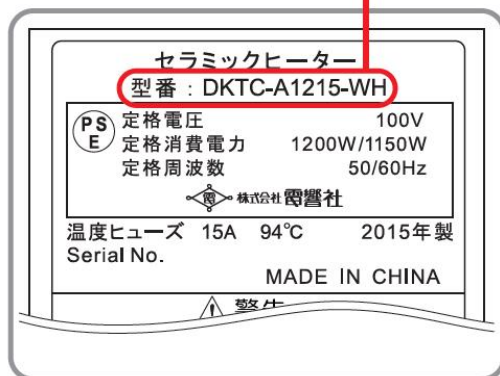 セラミックヒーター
型番：DKTC-A1215-WH
PS
E
定格電圧 100V
定格消費電力 1200W/1150W
定格周波数 50/60Hz
電 株式会社 電響社
温度ヒューズ 15A 94℃ 2015年製
Serial No.
MADE IN CHINA
警告